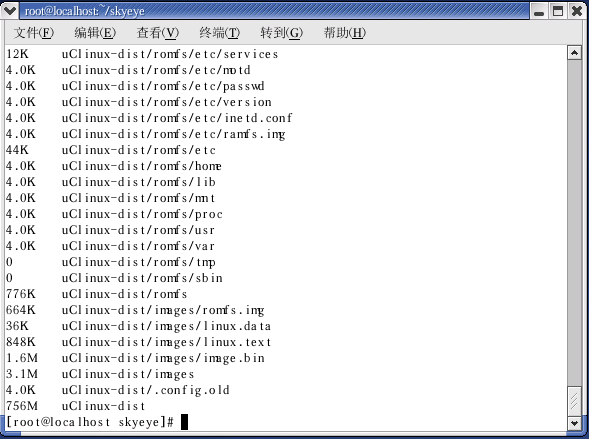 root@localhost:~/skyeye
文件(F) 编辑(E) 查看(V) 终端(T) 转到(G) 帮助(H)
12K uClinux-dist/romfs/etc/services
4.0K uClinux-dist/romfs/etc/motd
4.0K uClinux-dist/romfs/etc/passwd
4.0K uClinux-dist/romfs/etc/version
4.0K uClinux-dist/romfs/etc/inetd.conf
4.0K uClinux-dist/romfs/etc/ramfs.img
44K uClinux-dist/romfs/etc
4.0K uClinux-dist/romfs/home
4.0K uClinux-dist/romfs/lib
4.0K uClinux-dist/romfs/mnt
4.0K uClinux-dist/romfs/proc
4.0K uClinux-dist/romfs/usr
4.0K uClinux-dist/romfs/var
0 uClinux-dist/romfs/tmp
0 uClinux-dist/romfs/sbin
776K uClinux-dist/romfs
664K uClinux-dist/images/romfs.img
36K uClinux-dist/images/linux.data
848K uClinux-dist/images/linux.text
1.6M uClinux-dist/images/image.bin
3.1M uClinux-dist/images
4.0K uClinux-dist/.config.old
756M uClinux-dist
[root@localhost skyeye]#